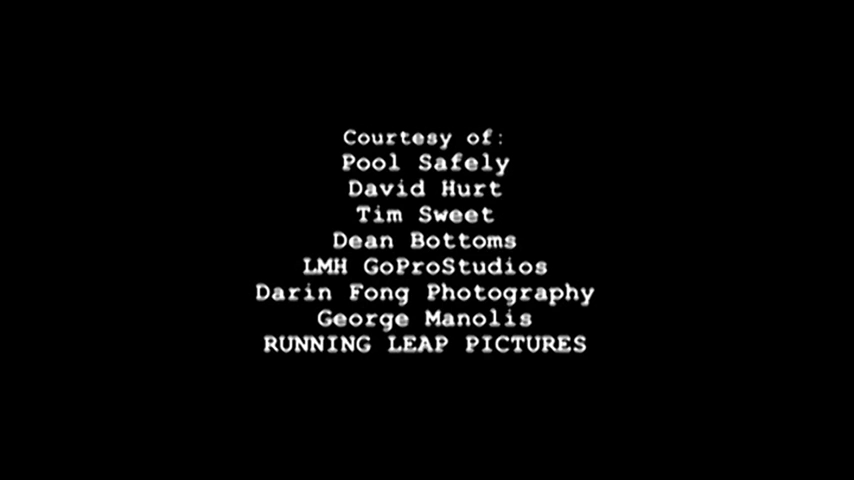 Courtesy of:
Pool Safely
David Hurt
Tim Sweet
Dean Bottoms
LMH GoProStudios
Darin Fong Photography
George Manolis
RUNNING LEAP PICTURES